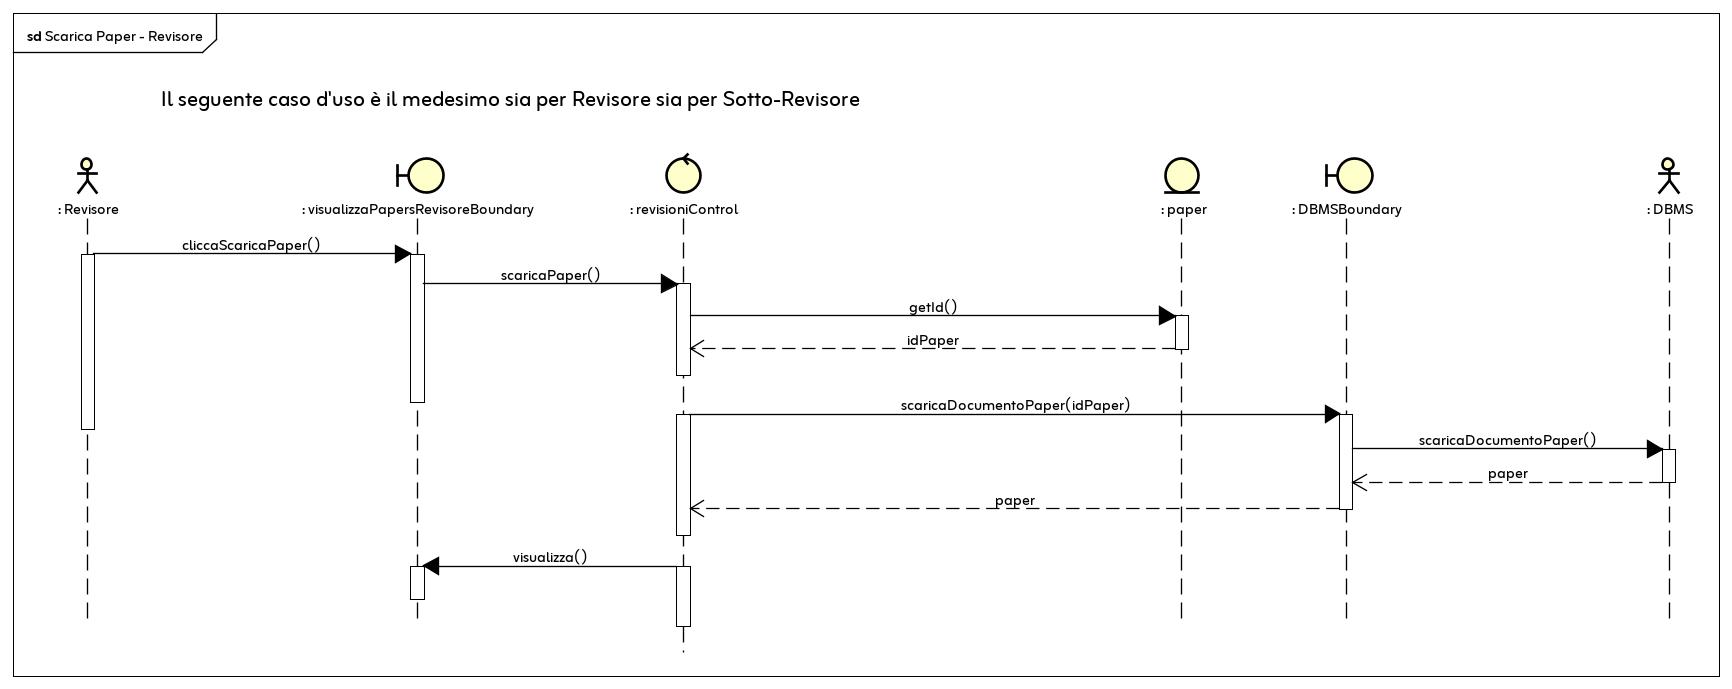 sd Scarica Paper - Revisore
Il seguente caso d'uso è il medesimo sia per Revisore sia per Sotto-Revisore
: Revisore
: visualizzaPapersRevisoreBoundary
: revisioniControl
: paper
: DBMSBoundary
: DBMS
cliccaScaricaPaper()
scaricaPaper()
getId()
idPaper
scaricaDocumentoPaper(idPaper)
scaricaDocumentoPaper()
paper
paper
visualizza()